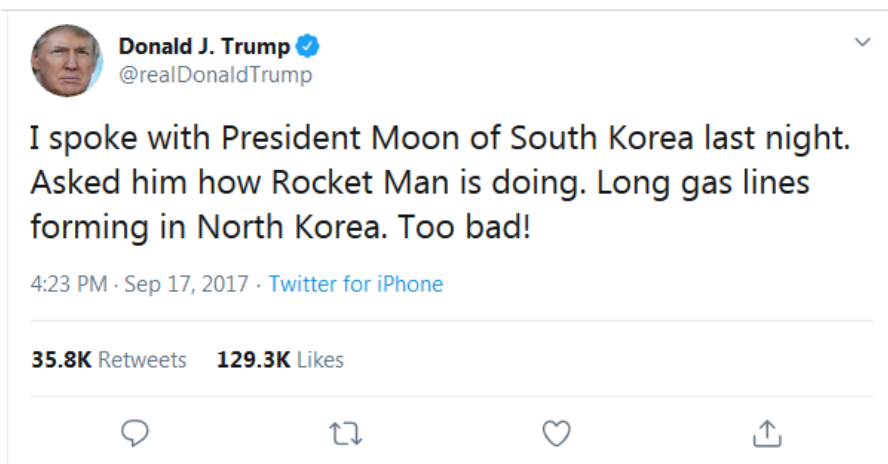 Donald J. Trump
@realDonaldTrump
I spoke with President Moon of South Korea last night.
Asked him how Rocket Man is doing. Long gas lines
forming in North Korea. Too bad!
4:23 PM · Sep 17, 2017 · Twitter for iPhone
35.8K Retweets 129.3K Likes